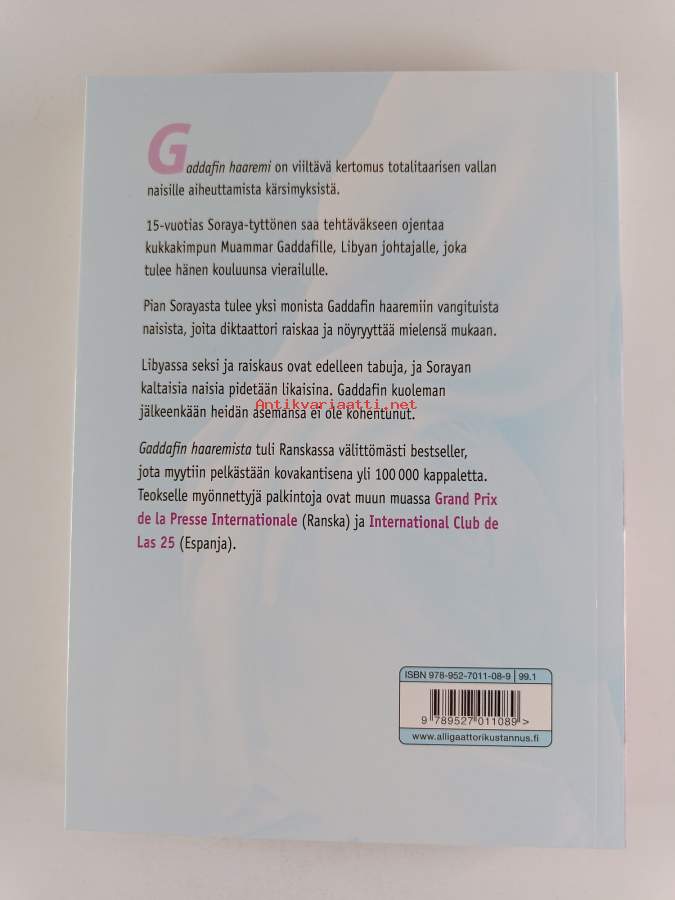 Gaddafin haaremi on viiltävä kertomus totalitaarisen vallan
naisille aiheuttamista kärsimyksistä.
15-vuotias Soraya-tyttönen saa tehtäväkseen ojentaa
kukkakimpun Muammar Gaddafille, Libyan johtajalle, joka
tulee hänen kouluunsa vierailulle.
Pian Sorayasta tulee yksi monista Gaddafin haaremiin vangituista
naisista, joita diktaattori raiskaa ja nöyryyttää mielensä mukaan.
Libyassa seksi ja raiskaus ovat edelleen tabuja, ja Sorayan
kaltaisia naisia pidetään likaisina. Gaddafin kuoleman
Antikvariaatti.net
jälkeenkään heidän asemansa ei ole kohentunut.
Gaddafin haaremista tuli Ranskassa välittömästi bestseller,
jota myytiin pelkästään kovakantisena yli 100 000 kappaletta.
Teokselle myönnettyjä palkintoja ovat muun muassa Grand Prix
de la Presse Internationale (Ranska) ja International Club de
Las 25 (Espanja).
ISBN 978-952-7011-08-9 99.1
9 789527 011089 >
www.alligaattorikustannus.fi